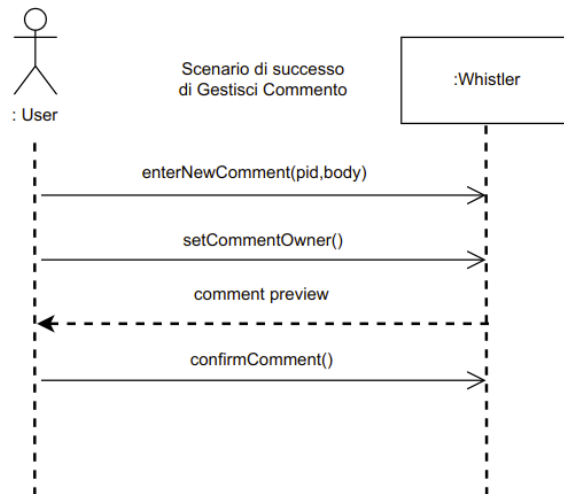 Scenario di successo
di Gestisci Commento
:Whistler
: User
enterNewComment(pid,body)
setCommentOwner()
comment preview
confirmComment()